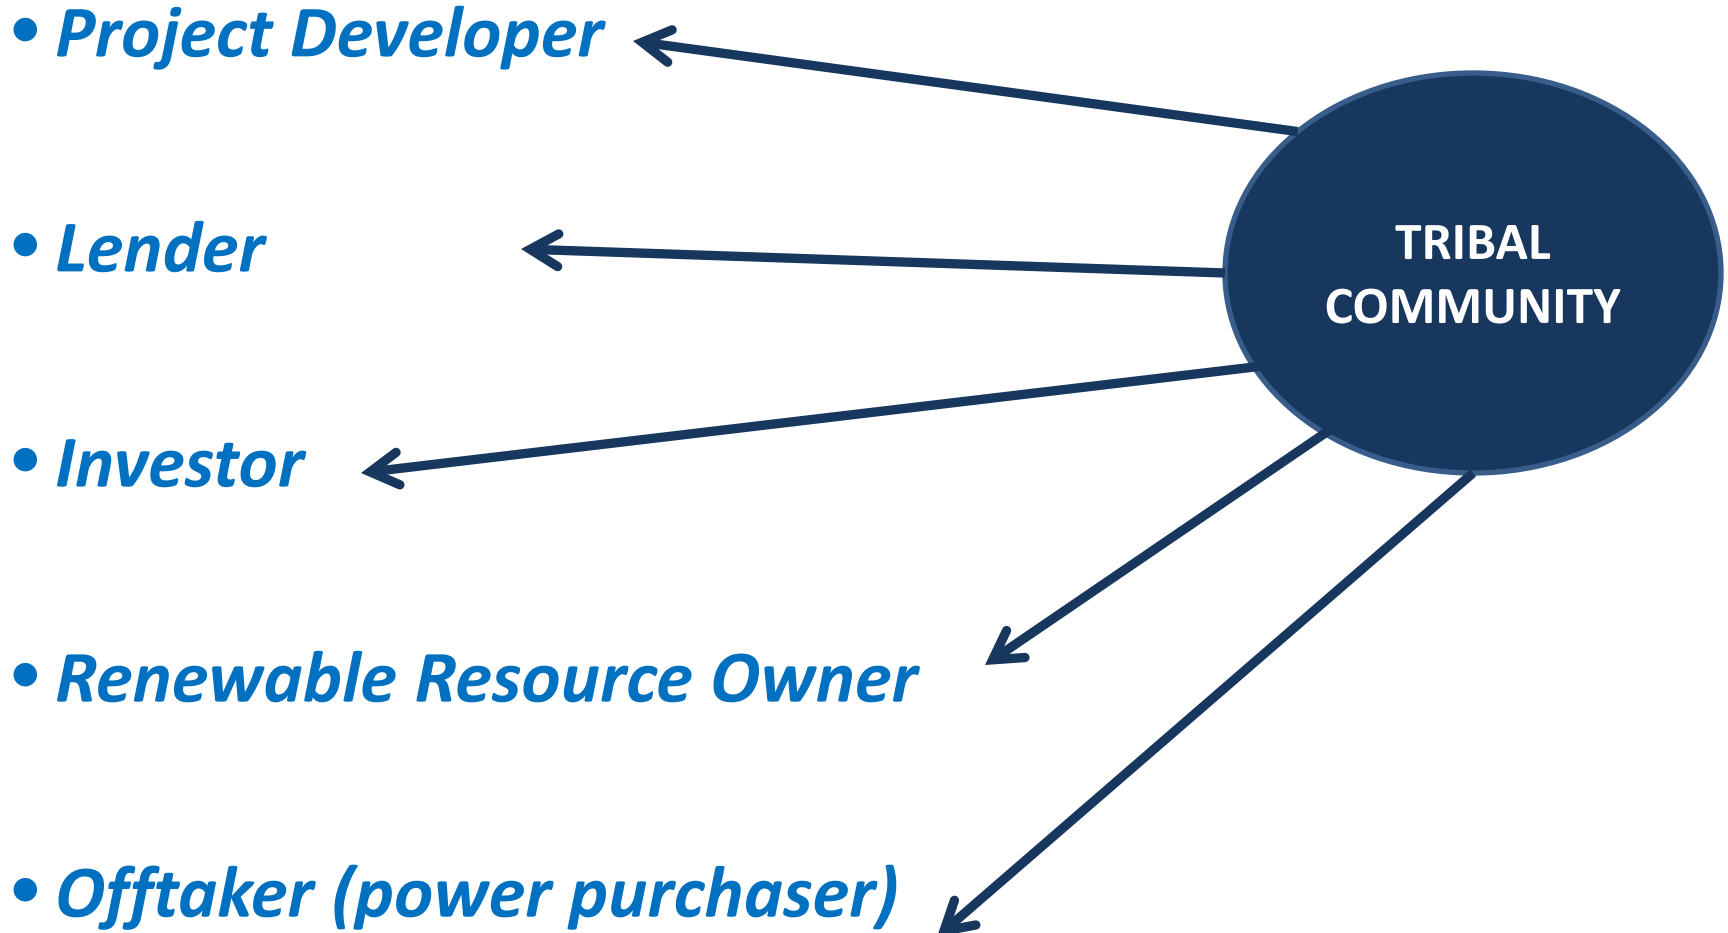 • Project Developer
• Lender
TRIBAL
COMMUNITY
• Investor
• Renewable Resource Owner
• Offtaker (power purchaser)